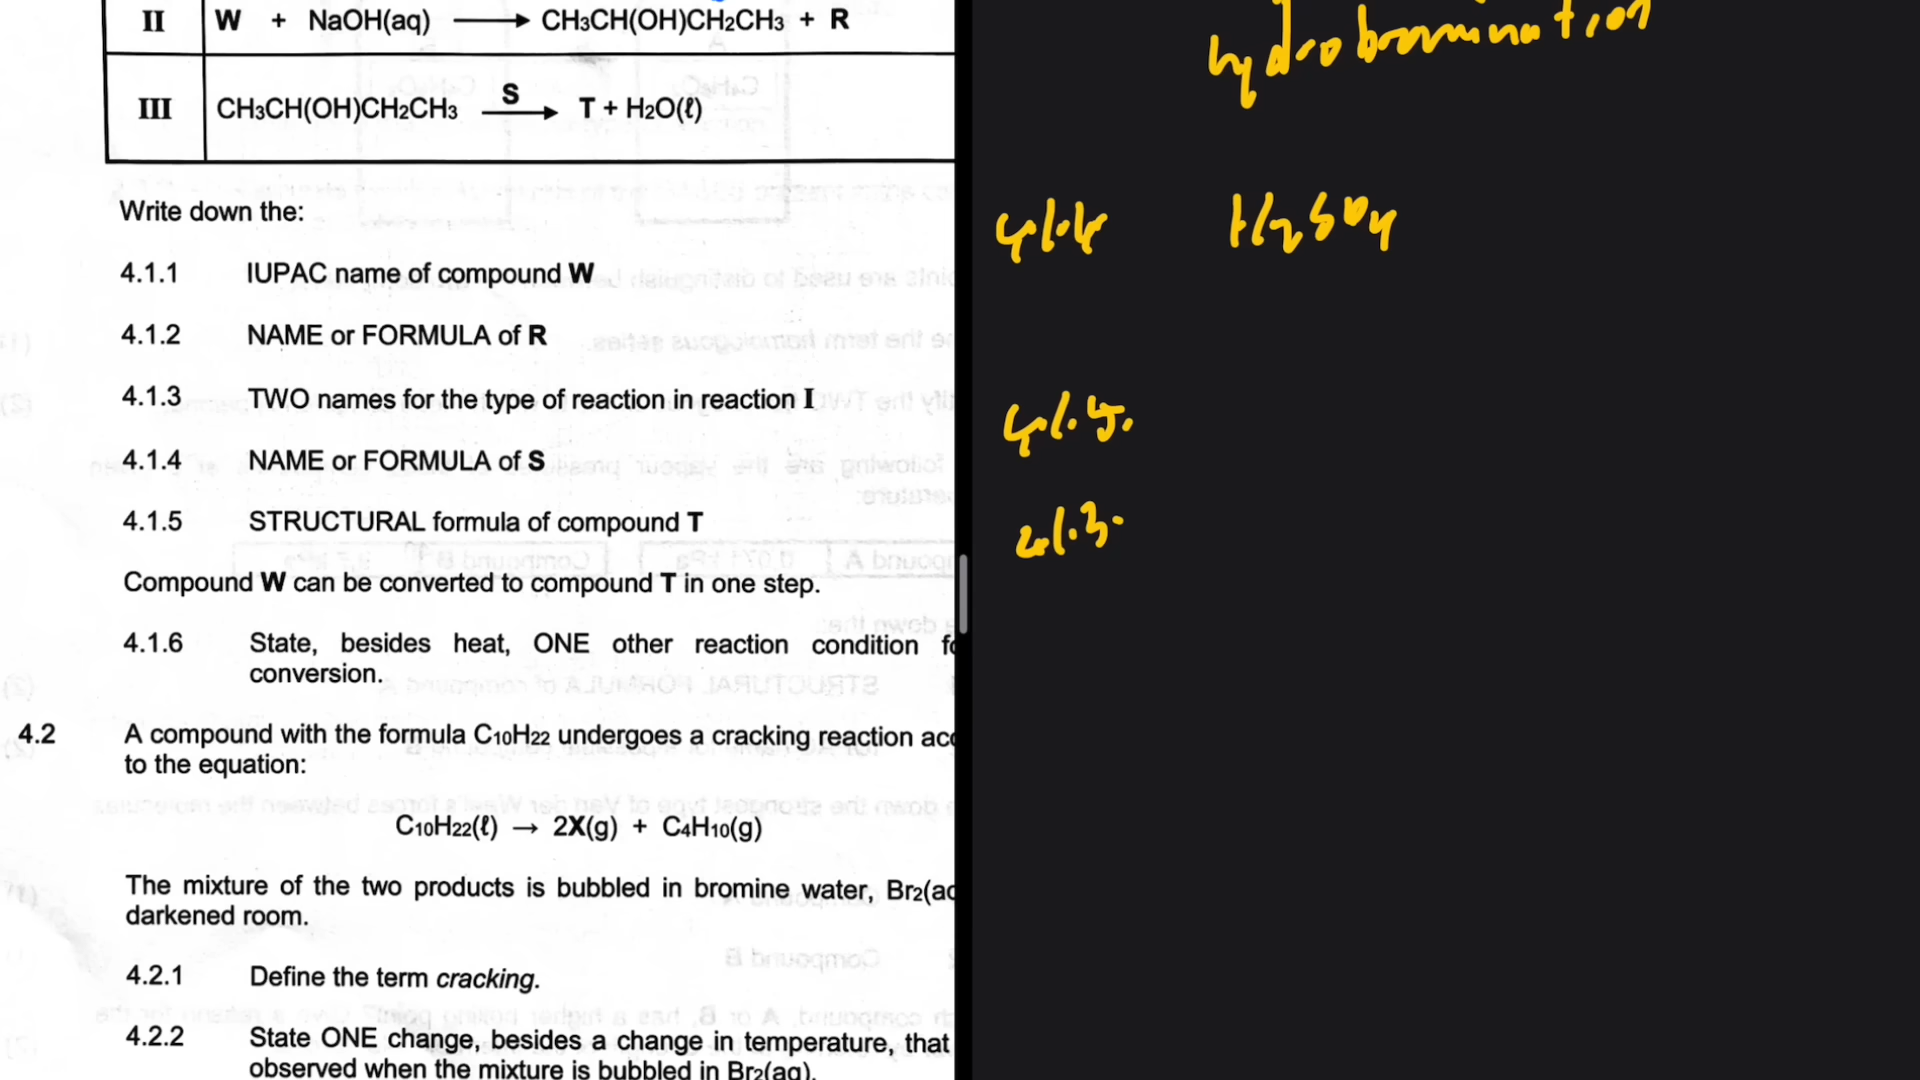 II W + NaOH(aq) ⟶ CH3CH(OH)CH2CH3 + R
III CH3CH(OH)CH2CH3 S ⟶ T + H2O(ℓ)
Write down the:
4.1.1 IUPAC name of compound W
4.1.2 NAME or FORMULA of R
4.1.3 TWO names for the type of reaction in reaction I
4.1.4 NAME or FORMULA of S
4.1.5 STRUCTURAL formula of compound T
Compound W can be converted to compound T in one step.
4.1.6 State, besides heat, ONE other reaction condition fo
conversion.
4.2 A compound with the formula C10H22 undergoes a cracking reaction acc
to the equation:
C10H22(ℓ) → 2X(g) + C4H10(g)
The mixture of the two products is bubbled in bromine water, Br2(aq
darkened room.
4.2.1 Define the term cracking.
4.2.2 State ONE change, besides a change in temperature, that
observed when the mixture is bubbled in Br2(aq).
hydrobromination
4.1.4 H2SO4
4.1.5.